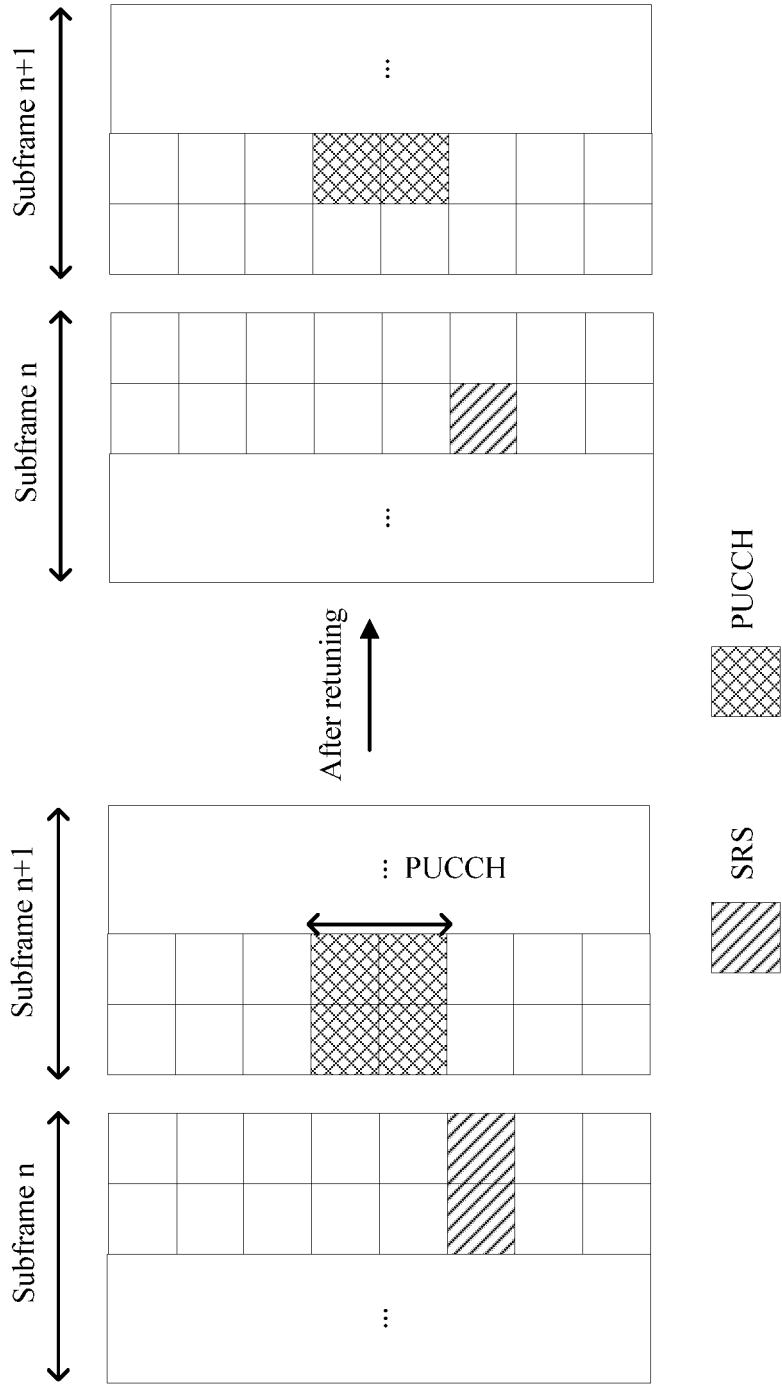 Subframe n
Subframe n+1
...
... PUCCH
After retuning
Subframe n
Subframe n+1
...
...
SRS
PUCCH